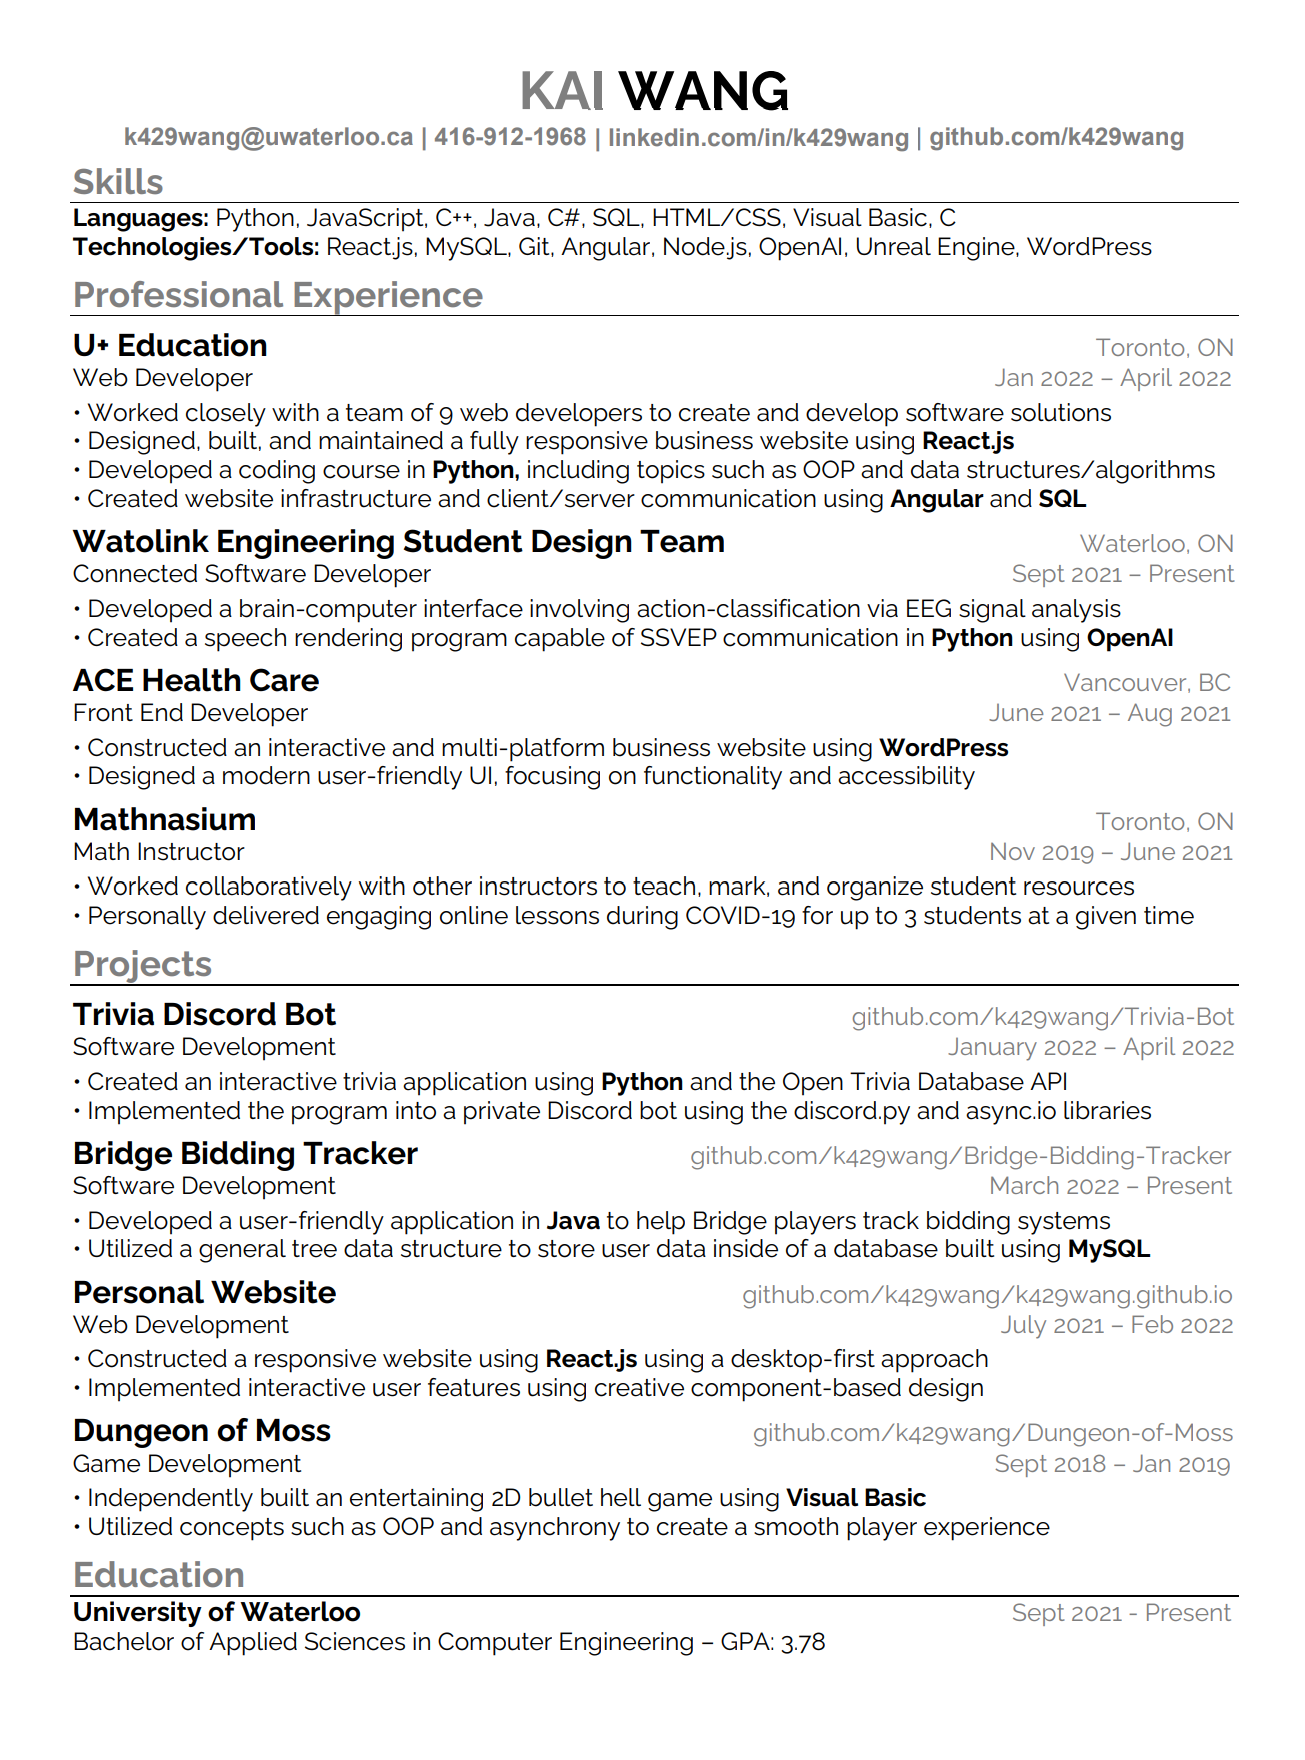 KAI WANG
k429wang@uwaterloo.ca | 416-912-1968 | linkedin.com/in/k429wang | github.com/k429wang
Skills
Languages: Python, JavaScript, C++, Java, C#, SQL, HTML/CSS, Visual Basic, C
Technologies/Tools: React.js, MySQL, Git, Angular, Node.js, OpenAI, Unreal Engine, WordPress
Professional Experience
U+ Education Toronto, ON
Web Developer Jan 2022 – April 2022
• Worked closely with a team of 9 web developers to create and develop software solutions
• Designed, built, and maintained a fully responsive business website using React.js
• Developed a coding course in Python, including topics such as OOP and data structures/algorithms
• Created website infrastructure and client/server communication using Angular and SQL
Watolink Engineering Student Design Team Waterloo, ON
Connected Software Developer Sept 2021 – Present
• Developed a brain-computer interface involving action-classification via EEG signal analysis
• Created a speech rendering program capable of SSVEP communication in Python using OpenAI
ACE Health Care Vancouver, BC
Front End Developer June 2021 – Aug 2021
• Constructed an interactive and multi-platform business website using WordPress
• Designed a modern user-friendly UI, focusing on functionality and accessibility
Mathnasium Toronto, ON
Math Instructor Nov 2019 – June 2021
• Worked collaboratively with other instructors to teach, mark, and organize student resources
• Personally delivered engaging online lessons during COVID-19 for up to 3 students at a given time
Projects
Trivia Discord Bot github.com/k429wang/Trivia-Bot
Software Development January 2022 – April 2022
• Created an interactive trivia application using Python and the Open Trivia Database API
• Implemented the program into a private Discord bot using the discord.py and async.io libraries
Bridge Bidding Tracker github.com/k429wang/Bridge-Bidding-Tracker
Software Development March 2022 – Present
• Developed a user-friendly application in Java to help Bridge players track bidding systems
• Utilized a general tree data structure to store user data inside of a database built using MySQL
Personal Website github.com/k429wang/k429wang.github.io
Web Development July 2021 – Feb 2022
• Constructed a responsive website using React.js using a desktop-first approach
• Implemented interactive user features using creative component-based design
Dungeon of Moss github.com/k429wang/Dungeon-of-Moss
Game Development Sept 2018 – Jan 2019
• Independently built an entertaining 2D bullet hell game using Visual Basic
• Utilized concepts such as OOP and asynchrony to create a smooth player experience
Education
University of Waterloo Sept 2021 - Present
Bachelor of Applied Sciences in Computer Engineering – GPA: 3.78